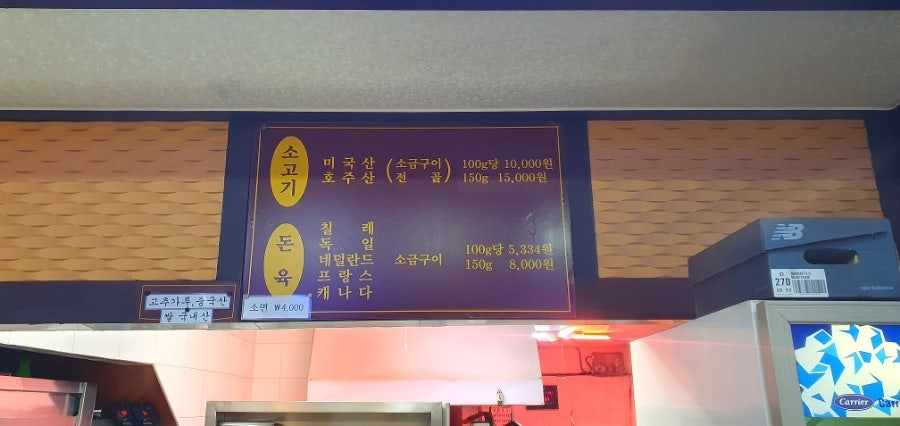 소고기
미국산
호주산
(소금구이
전 골)
100g당 10,000원
150g 15,000원
돈육
칠 레
독 일
네덜란드
프랑스
캐나다
소금구이
100g당 5,334원
150g 8,000원
고추가루, 중국산
쌀 국내산
소면 ₩4,000
NB
270
Carrier
Carr